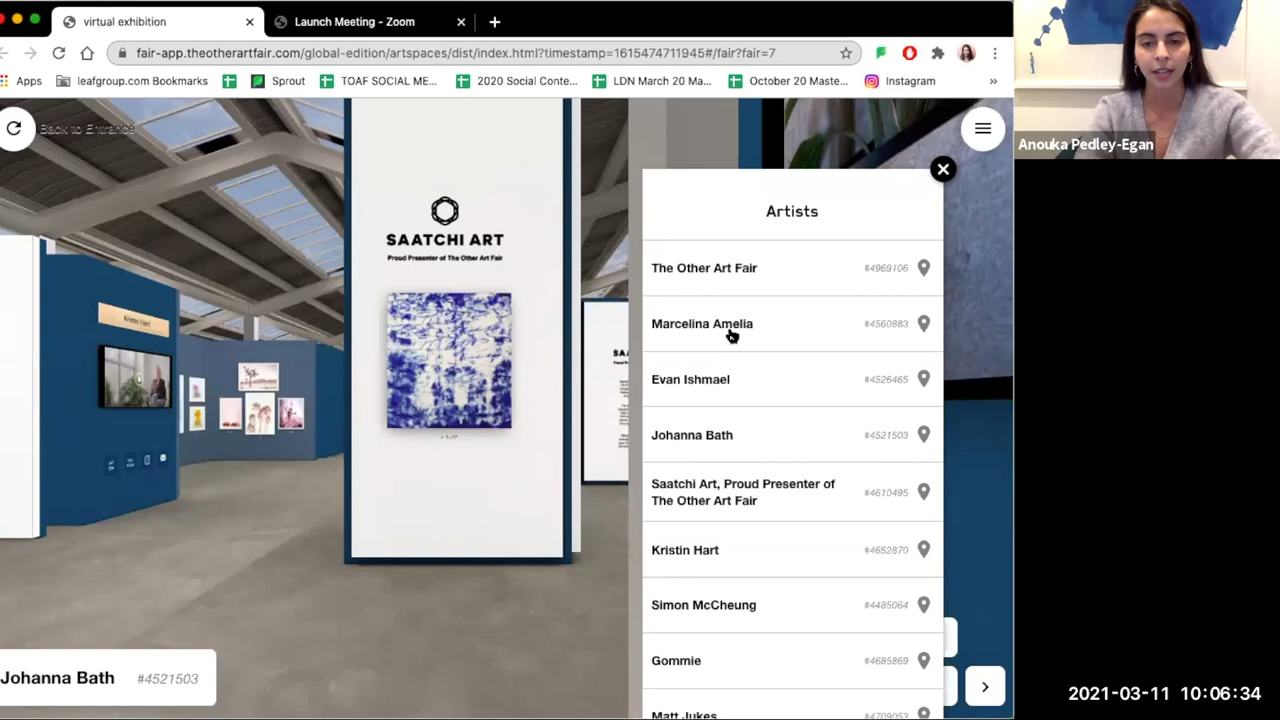 virtual exhibition
Launch Meeting - Zoom
fair-app.theotherartfair.com/global-edition/artspaces/dist/index.html?timestamp=1615474711945#/fair?fair=7
Apps
leafgroup.com Bookmarks
Sprout
TOAF SOCIAL ME...
2020 Social Conte...
LDN March 20 Ma...
October 20 Maste...
Instagram
»
Anouka Pedley-Egan
Back to Entrance
SAATCHI ART
Proud Presenter of The Other Art Fair
Kristin Hart
Artists
The Other Art Fair #4969106
Marcelina Amelia #4560883
Evan Ishmael #4526465
Johanna Bath #4521503
Saatchi Art, Proud Presenter of
The Other Art Fair #4610495
Kristin Hart #4652870
Simon McCheung #4485064
Gommie #4685869
Matt Jukes #4709053
Johanna Bath #4521503
2021-03-11 10:06:34